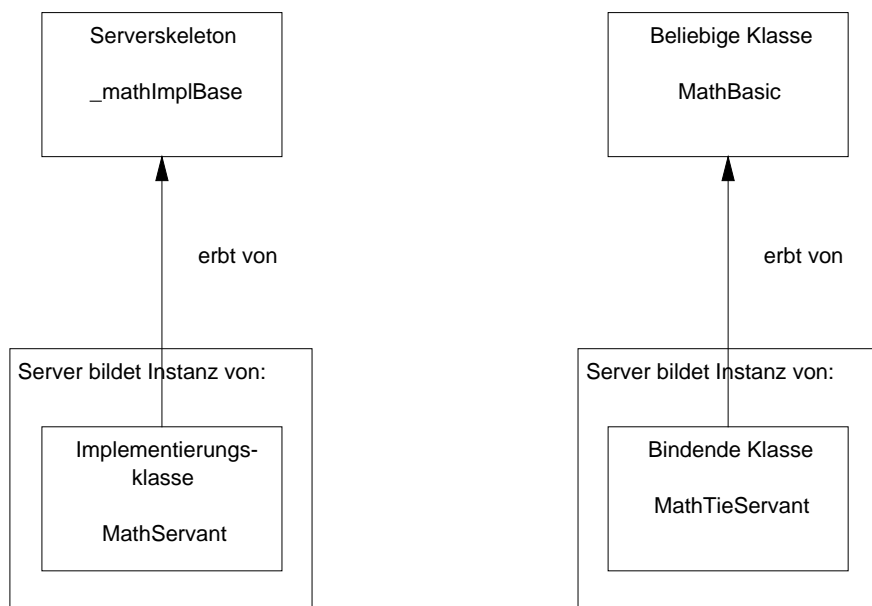 Serverskeleton
_mathImplBase
Beliebige Klasse
MathBasic
erbt von
erbt von
Server bildet Instanz von:
Implementierungs-
klasse
MathServant
Server bildet Instanz von:
Bindende Klasse
MathTieServant